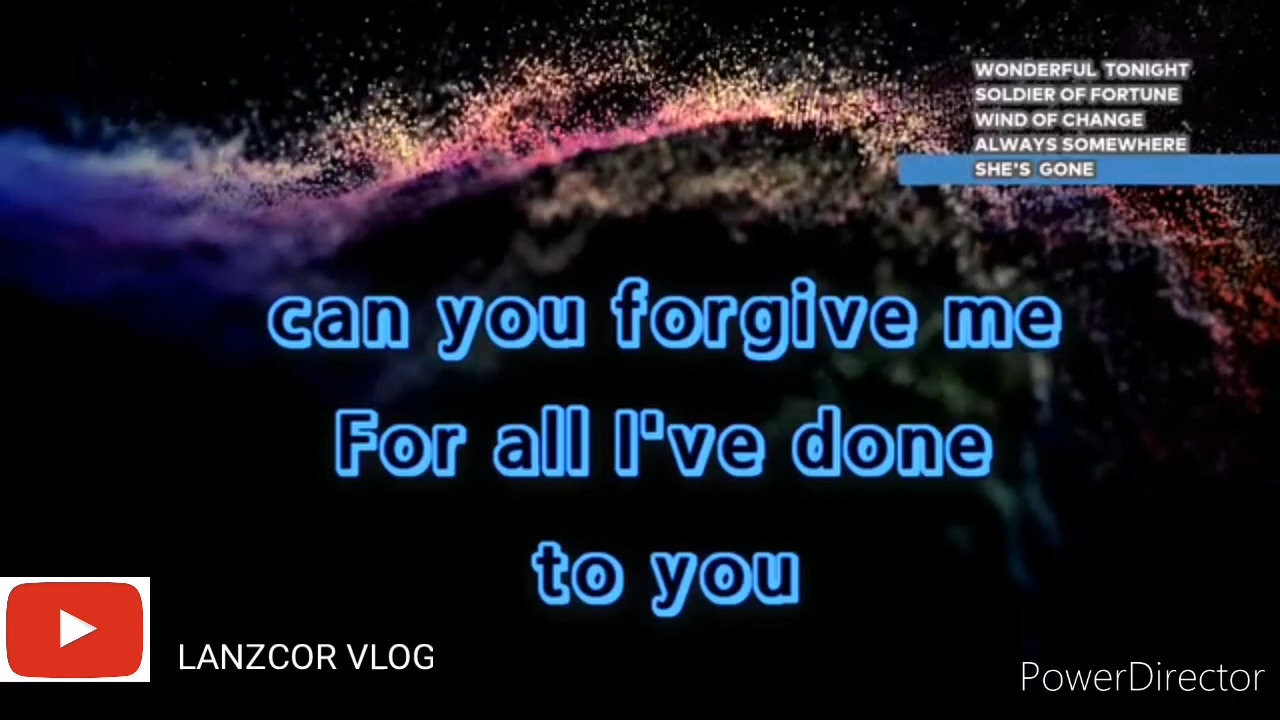 WONDERFUL TONIGHT
SOLDIER OF FORTUNE
WIND OF CHANGE
ALWAYS SOMEWHERE
SHE'S GONE
can you forgive me
For all I've done
to you
LANZCOR VLOG
PowerDirector